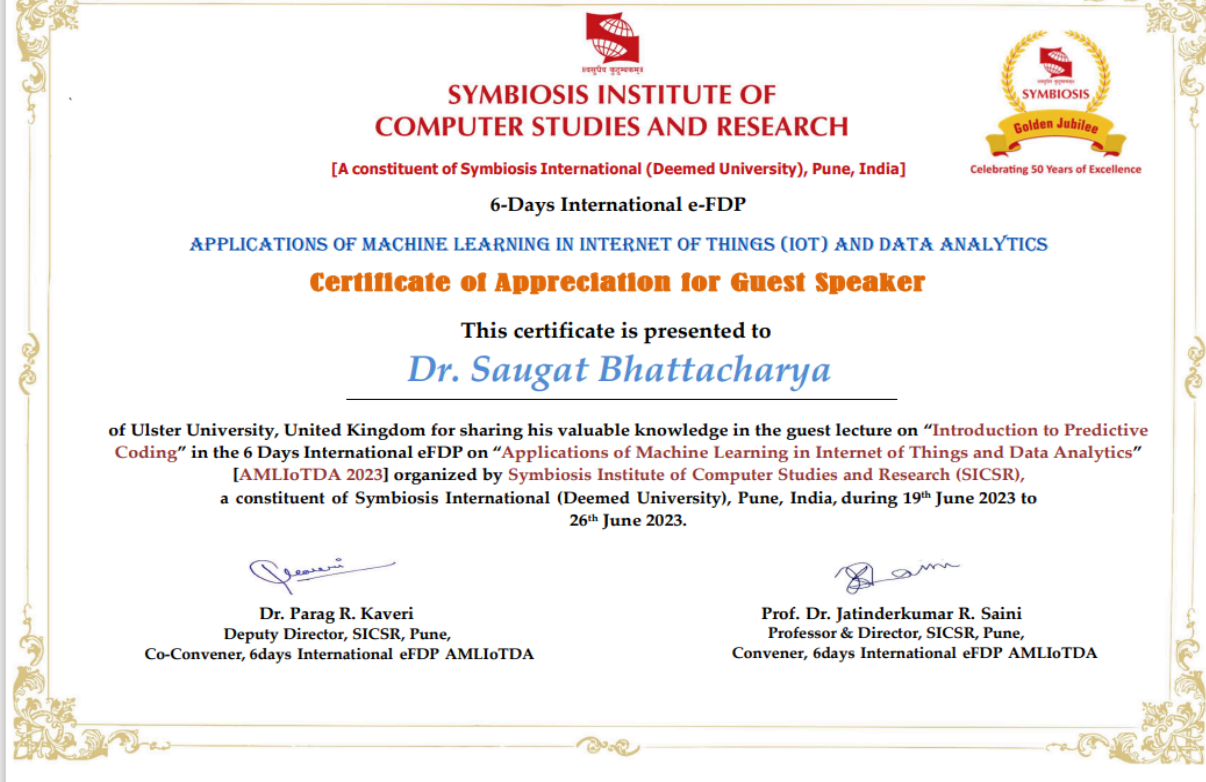 वसुधैव कुटुम्बकम्
SYMBIOSIS INSTITUTE OF
COMPUTER STUDIES AND RESEARCH
[A constituent of Symbiosis International (Deemed University), Pune, India]
वसुधैव कुटुम्बकम्
SYMBIOSIS
Golden Jubilee
Celebrating 50 Years of Excellence
6-Days International e-FDP
APPLICATIONS OF MACHINE LEARNING IN INTERNET OF THINGS (IOT) AND DATA ANALYTICS
Certificate of Appreciation for Guest Speaker
This certificate is presented to
Dr. Saugat Bhattacharya
of Ulster University, United Kingdom for sharing his valuable knowledge in the guest lecture on “Introduction to Predictive
Coding” in the 6 Days International eFDP on “Applications of Machine Learning in Internet of Things and Data Analytics”
[AMLIoTDA 2023] organized by Symbiosis Institute of Computer Studies and Research (SICSR),
a constituent of Symbiosis International (Deemed University), Pune, India, during 19th June 2023 to
26th June 2023.
Dr. Parag R. Kaveri
Deputy Director, SICSR, Pune,
Co-Convener, 6days International eFDP AMLIoTDA
Prof. Dr. Jatinderkumar R. Saini
Professor & Director, SICSR, Pune,
Convener, 6days International eFDP AMLIoTDA